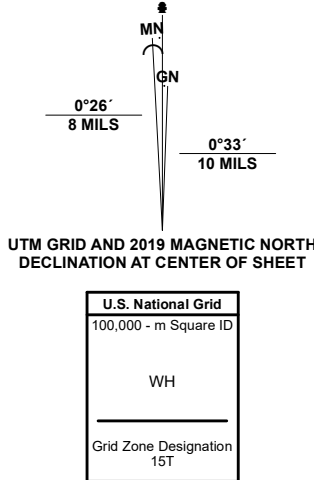 MN
GN
0°26´
8 MILS
0°33´
10 MILS
UTM GRID AND 2019 MAGNETIC NORTH
DECLINATION AT CENTER OF SHEET
U.S. National Grid
100,000 - m Square ID
WH
Grid Zone Designation
15T